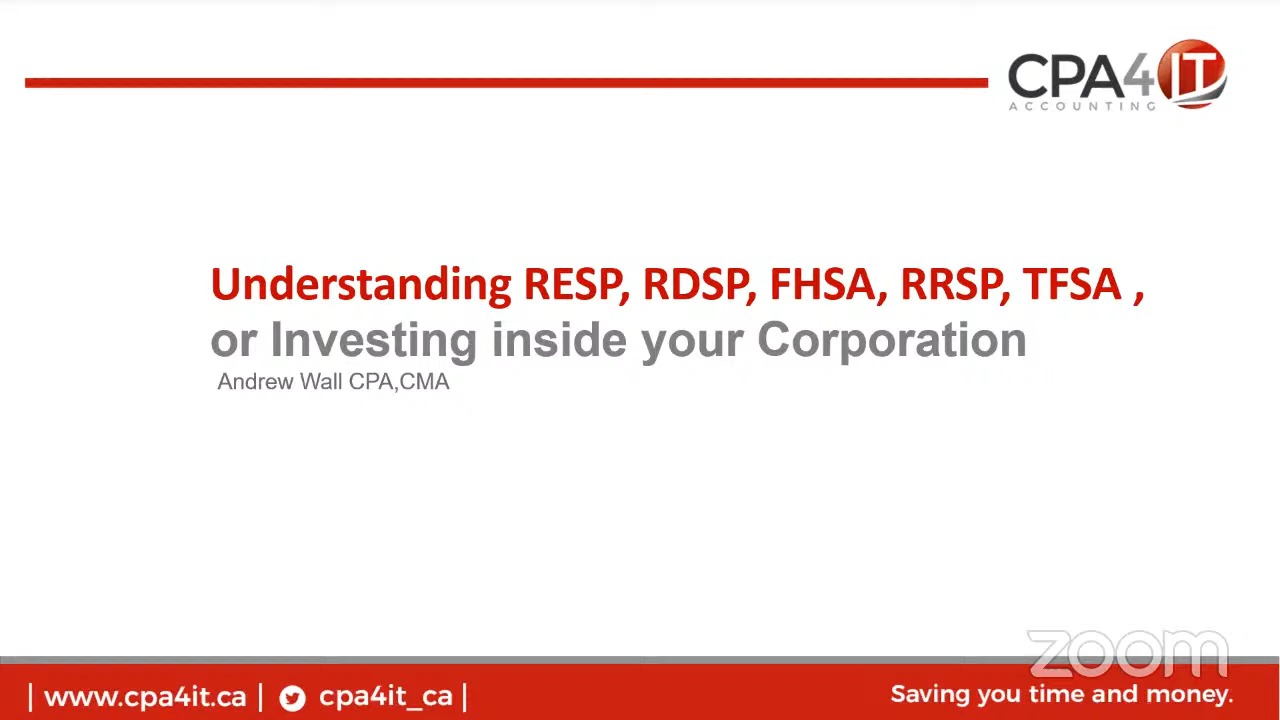 CPA4IT
ACCOUNTING
Understanding RESP, RDSP, FHSA, RRSP, TFSA ,
or Investing inside your Corporation
Andrew Wall CPA,CMA
zoom
| www.cpa4it.ca | cpa4it_ca |
Saving you time and money.